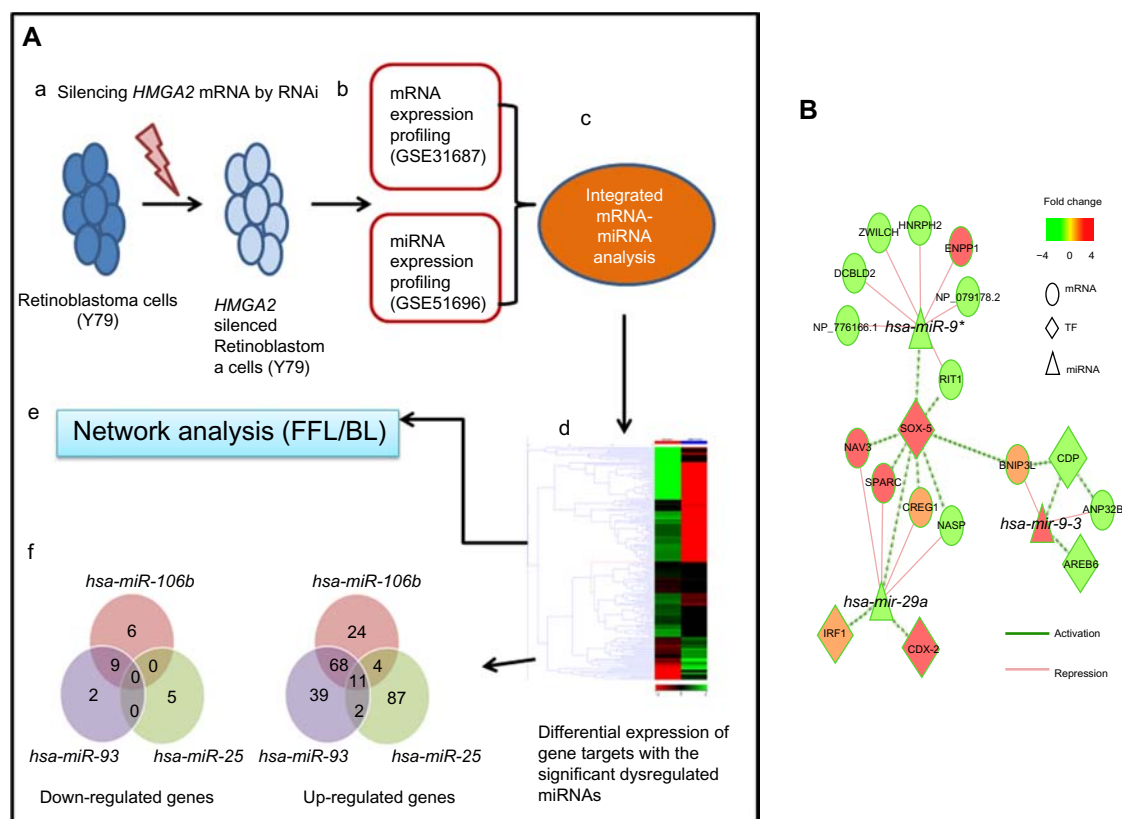 A
a Silencing HMGA2 mRNA by RNAi
b
mRNA
expression
profiling
(GSE31687)
miRNA
expression
profiling
(GSE51696)
c
Integrated
mRNA-
miRNA
analysis
Retinoblastoma cells
(Y79)
HMGA2
silenced
Retinoblastom
a cells (Y79)
d
e
Network analysis (FFL/BL)
f
hsa-miR-106b
6
9
0
0
2
5
0
hsa-miR-93
hsa-miR-25
Down-regulated genes
hsa-miR-106b
24
68
4
11
39
87
2
hsa-miR-93
hsa-miR-25
Up-regulated genes
Differential expression of
gene targets with the
significant dysregulated
miRNAs
B
Fold change
−4 0 4
mRNA
TF
miRNA
ZWILCH
HNRPH2
ENPP1
DCBLD2
NP_079178.2
NP_776166.1
hsa-miR-9*
RIT1
SOX-5
NAV3
BNIP3L
CDP
SPARC
CREG1
NASP
ANP32B
hsa-mir-9-3
AREB6
hsa-mir-29a
IRF1
CDX-2
Activation
Repression